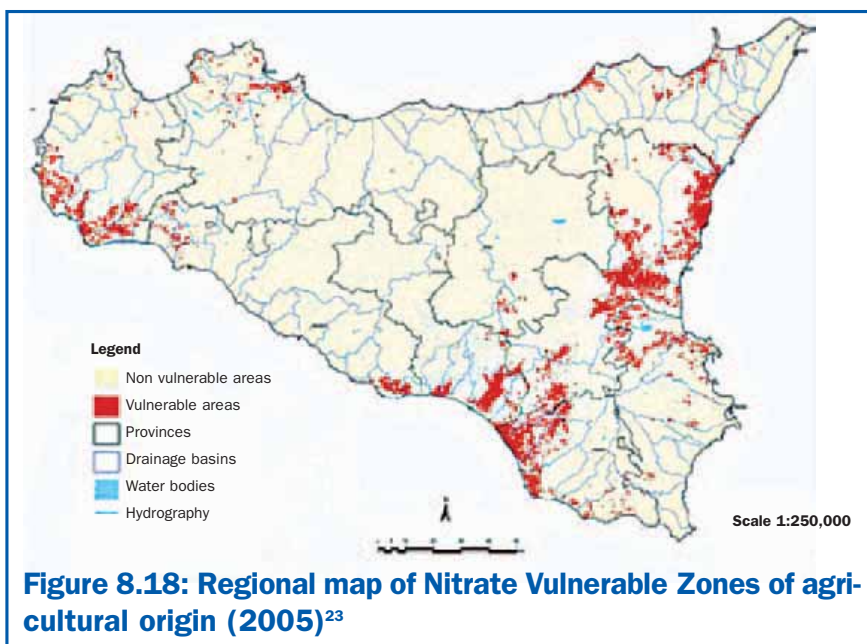 Legend
Non vulnerable areas
Vulnerable areas
Provinces
Drainage basins
Water bodies
Hydrography
Scale 1:250,000
Figure 8.18: Regional map of Nitrate Vulnerable Zones of agri-
cultural origin (2005)²³